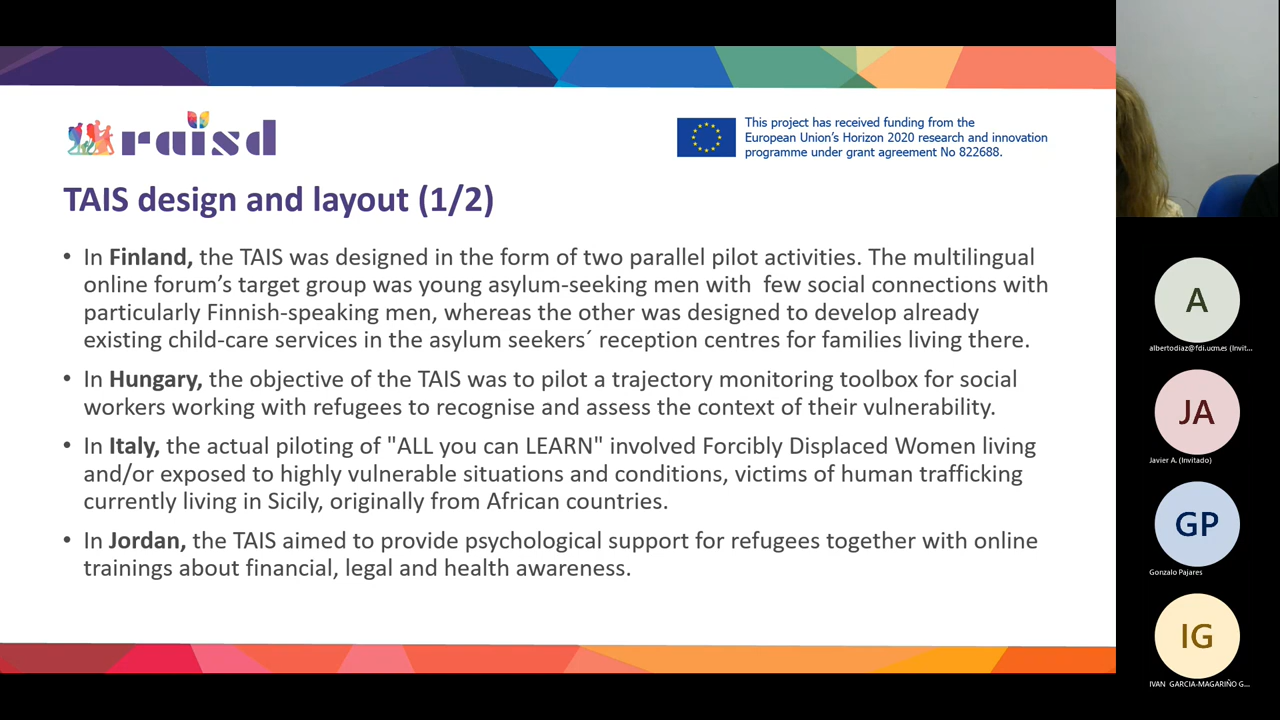 raisd
This project has received funding from the
European Union's Horizon 2020 research and innovation
programme under grant agreement No 822688.
TAIS design and layout (1/2)
• In Finland, the TAIS was designed in the form of two parallel pilot activities. The multilingual
online forum's target group was young asylum-seeking men with few social connections with
particularly Finnish-speaking men, whereas the other was designed to develop already
existing child-care services in the asylum seekers´ reception centres for families living there.
• In Hungary, the objective of the TAIS was to pilot a trajectory monitoring toolbox for social
workers working with refugees to recognise and assess the context of their vulnerability.
• In Italy, the actual piloting of "ALL you can LEARN" involved Forcibly Displaced Women living
and/or exposed to highly vulnerable situations and conditions, victims of human trafficking
currently living in Sicily, originally from African countries.
• In Jordan, the TAIS aimed to provide psychological support for refugees together with online
trainings about financial, legal and health awareness.
A
albertodiaz@fdi.ucm.es (Invit...
JA
Javier A. (Invitado)
GP
Gonzalo Pajares
IG
IVAN GARCIA-MAGARIÑO G...